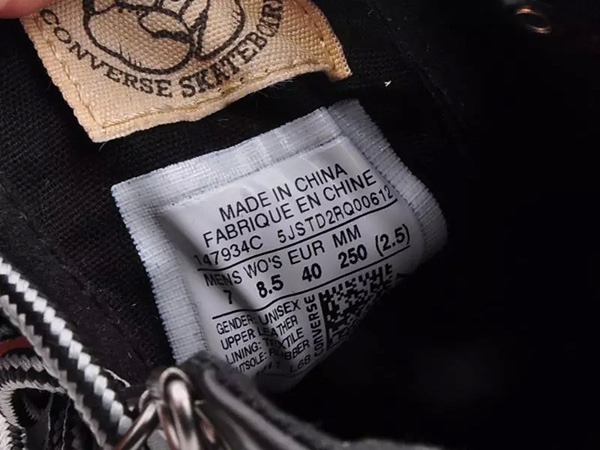 CONVERSE SKATEBOARD
MADE IN CHINA
FABRIQUE EN CHINE
147934C 5JSTD2RQ00612
MENS WO'S EUR MM
7 8.5 40 250 (2.5)
GENDER: UNISEX
UPPER LEATHER
LINING: TEXTILE
OUTSOLE: RUBBER
CONVERSE